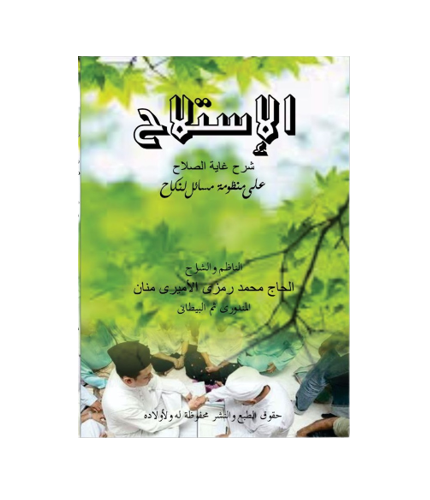 الإستلاح
شرح غاية الصلاح
على منظومة مسائل النكاح
الناظم والشارح
الحاج محمد رمزى الأميرى منان
المندورى ثم البيطانى
حقوق الطبع والنشر محفوظة له ولأولاده